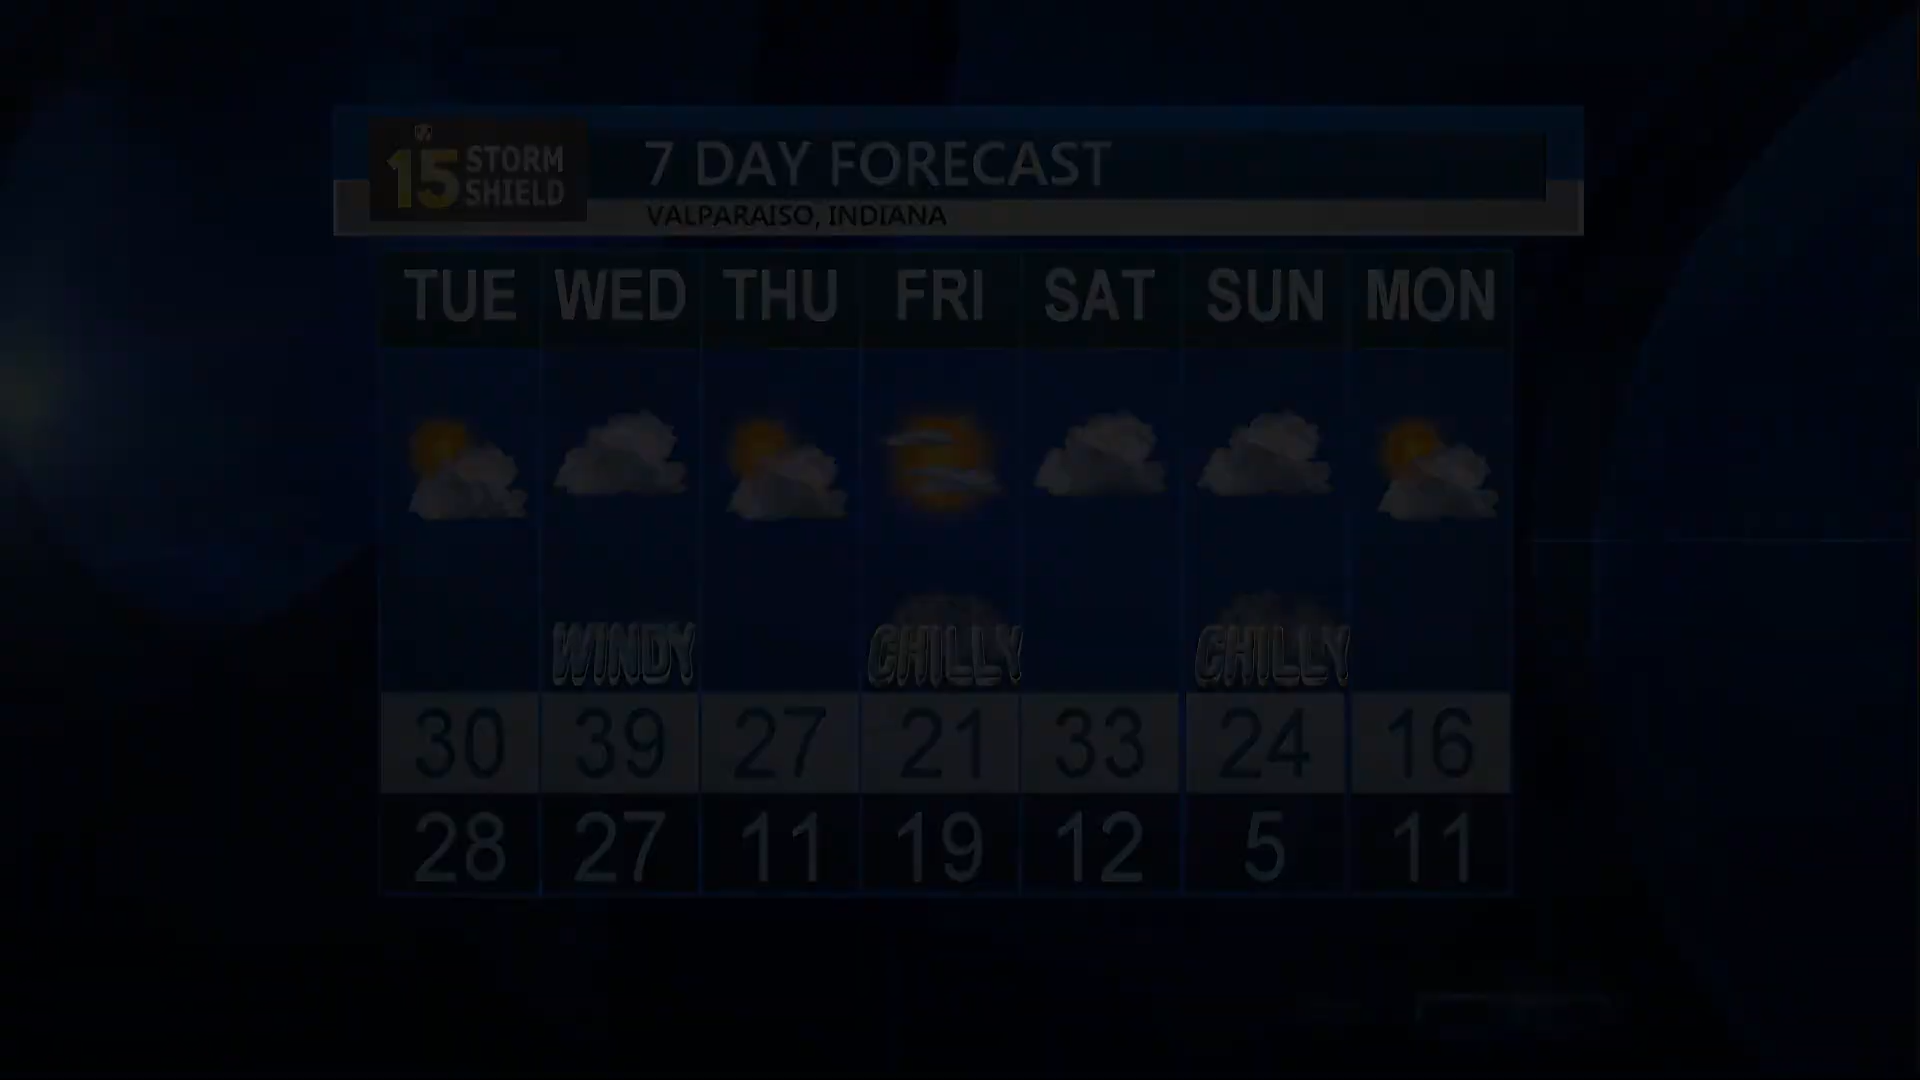 15 STORM
SHIELD
7 DAY FORECAST
VALPARAISO, INDIANA
TUE WED THU FRI SAT SUN MON
WINDY CHILLY CHILLY
30 39 27 21 33 24 16
28 27 11 19 12 5 11